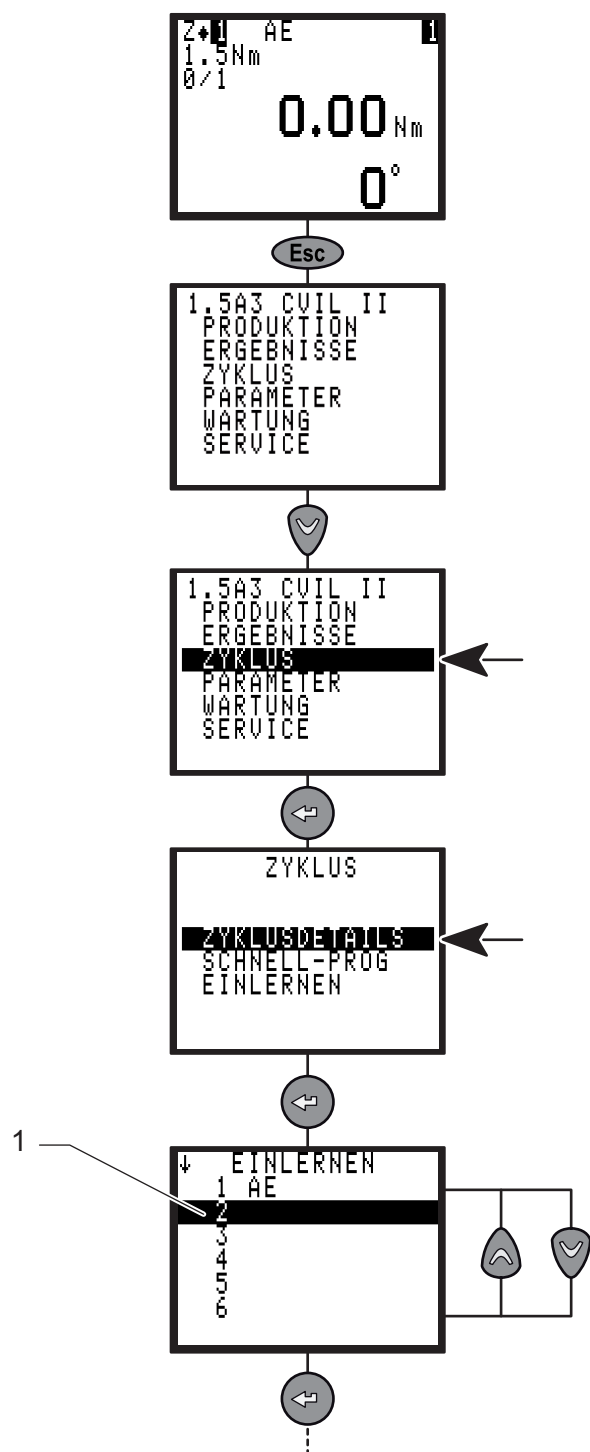 Z♦1 AE 1
1.5Nm
0/1
0.00 Nm
0°
Esc
1.5A3 CVIL II
PRODUKTION
ERGEBNISSE
ZYKLUS
PARAMETER
WARTUNG
SERVICE
1.5A3 CVIL II
PRODUKTION
ERGEBNISSE
ZYKLUS
PARAMETER
WARTUNG
SERVICE
ZYKLUS
ZYKLUSDETAILS
SCHNELL-PROG
EINLERNEN
1
↓ EINLERNEN
1 AE
2
3
4
5
6